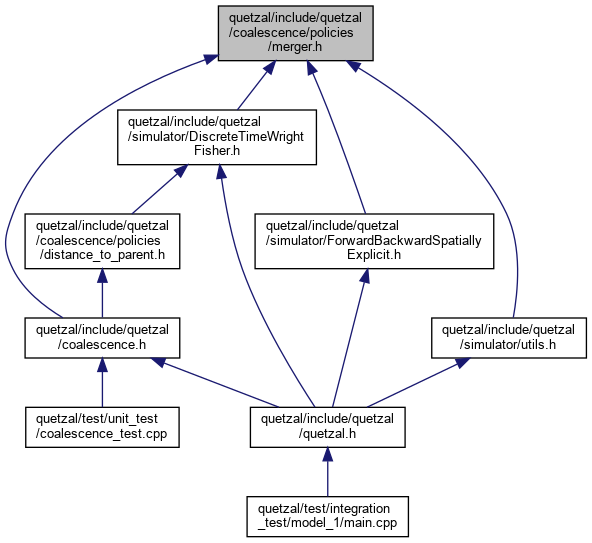 quetzal/include/quetzal
/coalescence/policies
/merger.h
quetzal/include/quetzal
/simulator/DiscreteTimeWright
Fisher.h
quetzal/include/quetzal
/coalescence/policies
/distance_to_parent.h
quetzal/include/quetzal
/simulator/ForwardBackwardSpatially
Explicit.h
quetzal/include/quetzal
/coalescence.h
quetzal/include/quetzal
/simulator/utils.h
quetzal/test/unit_test
/coalescence_test.cpp
quetzal/include/quetzal
/quetzal.h
quetzal/test/integration
_test/model_1/main.cpp